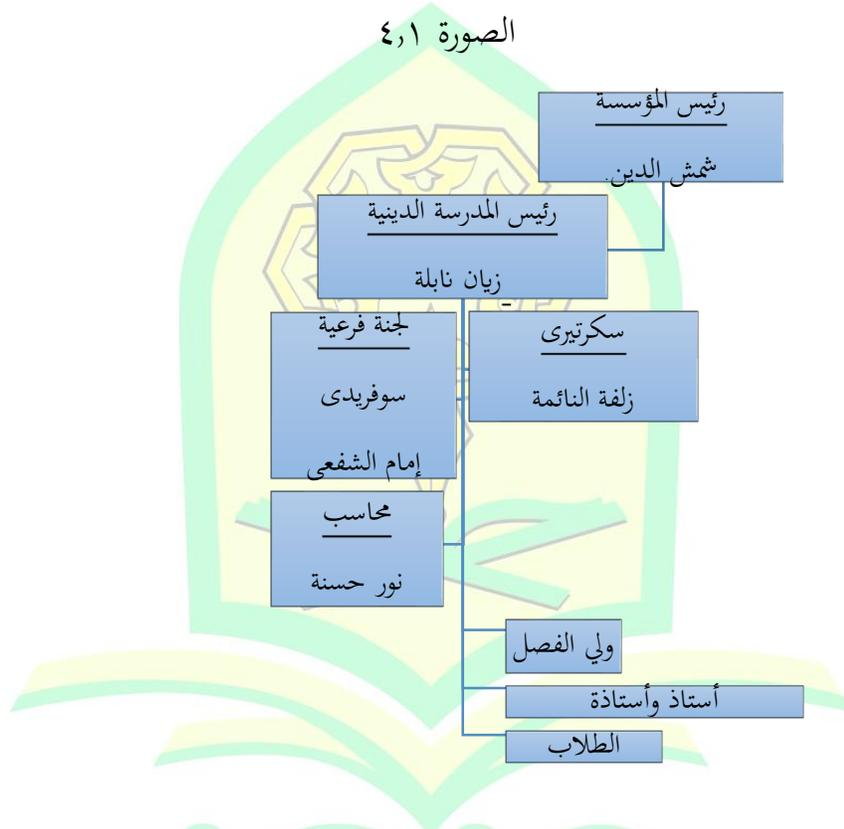 الصورة ٤,١
رئيس المؤسسة
شمش الدين.
رئيس المدرسة الدينية
زيان نابلة
سكرتيرى
زلفة النائمة
لجنة فرعية
سوفريدى
إمام الشفعى
محاسب
نور حسنة
ولي الفصل
أستاذ وأستاذة
الطلاب